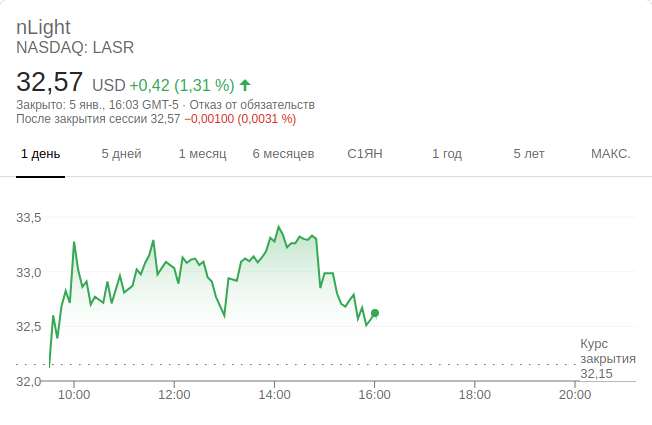 nLight
NASDAQ: LASR
32,57 USD +0,42 (1,31 %)
Закрыто: 5 янв., 16:03 GMT-5 · Отказ от обязательств
После закрытия сессии 32,57 −0,00100 (0,0031 %)
1 день 5 дней 1 месяц 6 месяцев С1ЯН 1 год 5 лет МАКС.
33,5
33,0
32,5
32,0
Курс
закрытия
32,15
10:00 12:00 14:00 16:00 18:00 20:00